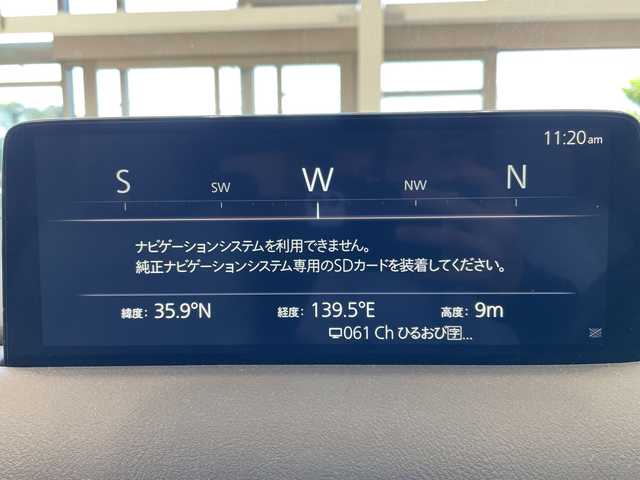 11:20am
S SW W NW N
ナビゲーションシステムを利用できません。
純正ナビゲーションシステム専用のSDカードを装着してください。
緯度: 35.9°N 経度: 139.5°E 高度: 9m
061 Ch ひるおび🈑...